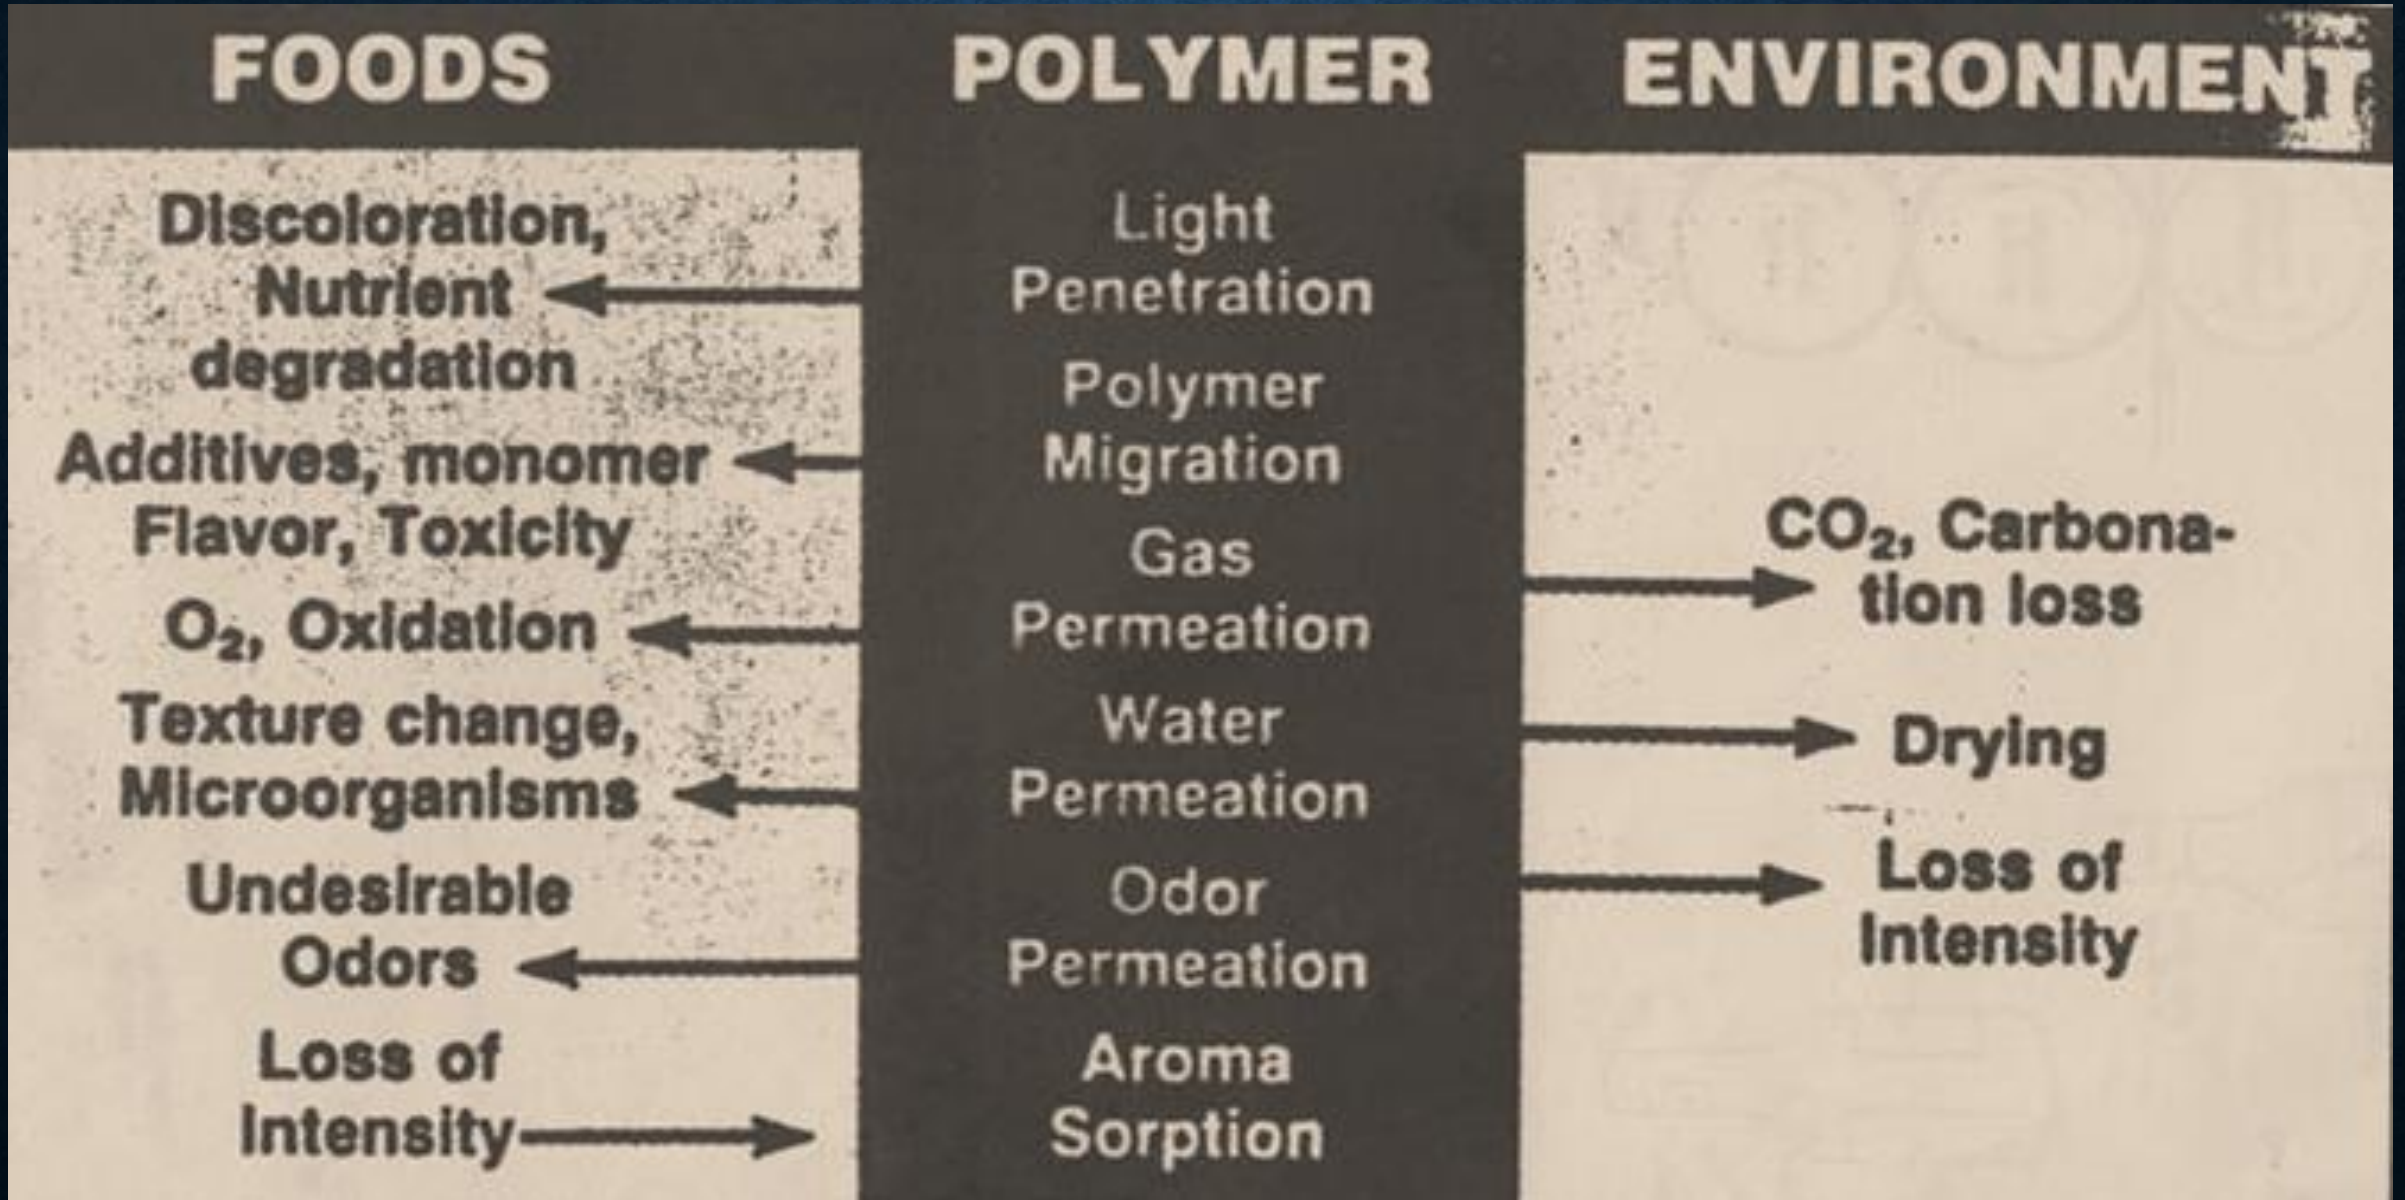 FOODS
POLYMER
ENVIRONMENT
Discoloration,
Nutrient
degradation
Additives, monomer
Flavor, Toxicity
O₂, Oxidation
Texture change,
Microorganisms
Undesirable
Odors
Loss of
Intensity
Light
Penetration
Polymer
Migration
Gas
Permeation
Water
Permeation
Odor
Permeation
Aroma
Sorption
CO₂, Carbona-
tion loss
Drying
Loss of
Intensity